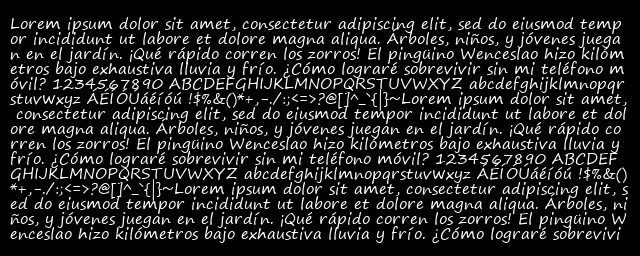 Lorem ipsum dolor sit amet, consectetur adipiscing elit, sed do eiusmod temp
or incididunt ut labore et dolore magna aliqua. Árboles, niños, y jóvenes juega
n en el jardín. ¡Qué rápido corren los zorros! El pingüino Wenceslao hizo kilóm
etros bajo exhaustiva lluvia y frío. ¿Cómo lograré sobrevivir sin mi teléfono m
óvil? 1234567890 ABCDEFGHIJKLMNOPQRSTUVWXYZ abcdefghijklmnopqr
stuvwxyz ÁÉÍÓÚáéíóú !$%&()*+,-./:;<=>?@[]^_`{|}~Lorem ipsum dolor sit amet,
 consectetur adipiscing elit, sed do eiusmod tempor incididunt ut labore et dol
ore magna aliqua. Árboles, niños, y jóvenes juegan en el jardín. ¡Qué rápido co
rren los zorros! El pingüino Wenceslao hizo kilómetros bajo exhaustiva lluvia y
frío. ¿Cómo lograré sobrevivir sin mi teléfono móvil? 1234567890 ABCDEF
GHIJKLMNOPQRSTUVWXYZ abcdefghijklmnopqrstuvwxyz ÁÉÍÓÚáéíóú !$%&()
*+,-./:;<=>?@[]^_`{|}~Lorem ipsum dolor sit amet, consectetur adipiscing elit, s
ed do eiusmod tempor incididunt ut labore et dolore magna aliqua. Árboles, ni
ños, y jóvenes juegan en el jardín. ¡Qué rápido corren los zorros! El pingüino W
enceslao hizo kilómetros bajo exhaustiva lluvia y frío. ¿Cómo lograré sobrevivi